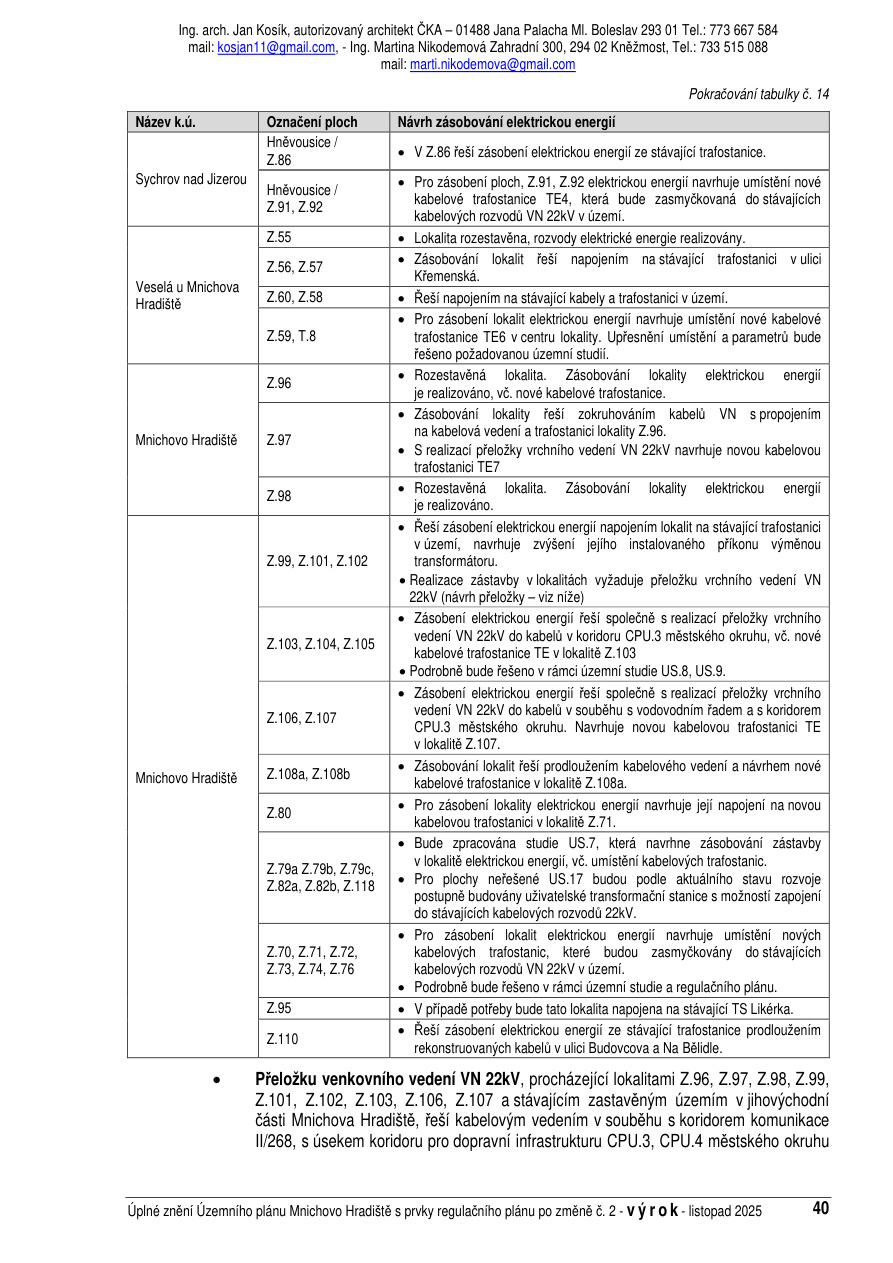 Ing. arch. Jan Kosík, autorizovaný architekt ČKA – 01488 Jana Palacha Ml. Boleslav 293 01 Tel.: 773 667 584
mail: kosjan11@gmail.com, - Ing. Martina Nikodemová Zahradní 300, 294 02 Kněžmost, Tel.: 733 515 088
mail: marti.nikodemova@gmail.com
Pokračování tabulky č. 14
Název k.ú. Označení ploch Návrh zásobování elektrickou energií
Sychrov nad Jizerou
Hněvousice /
Z.86
• V Z.86 řeší zásobení elektrickou energií ze stávající trafostanice.
Hněvousice /
Z.91, Z.92
• Pro zásobení ploch, Z.91, Z.92 elektrickou energií navrhuje umístění nové
kabelové trafostanice TE4, která bude zasmyčkovaná do stávajících
kabelových rozvodů VN 22kV v území.
Veselá u Mnichova
Hradiště
Z.55
• Lokalita rozestavěna, rozvody elektrické energie realizovány.
Z.56, Z.57
• Zásobování lokalit řeší napojením na stávající trafostanici v ulici
Křemenská.
Z.60, Z.58
• Řeší napojením na stávající kabely a trafostanici v území.
Z.59, T.8
• Pro zásobení lokalit elektrickou energií navrhuje umístění nové kabelové
trafostanice TE6 v centru lokality. Upřesnění umístění a parametrů bude
řešeno požadovanou územní studií.
Mnichovo Hradiště
Z.96
• Rozestavěná lokalita. Zásobování lokality elektrickou energií
je realizováno, vč. nové kabelové trafostanice.
Z.97
• Zásobování lokality řeší zokruhováním kabelů VN s propojením
na kabelová vedení a trafostanici lokality Z.96.
• S realizací přeložky vrchního vedení VN 22kV navrhuje novou kabelovou
trafostanici TE7
Z.98
• Rozestavěná lokalita. Zásobování lokality elektrickou energií
je realizováno.
Mnichovo Hradiště
Z.99, Z.101, Z.102
• Řeší zásobení elektrickou energií napojením lokalit na stávající trafostanici
v území, navrhuje zvýšení jejího instalovaného příkonu výměnou
transformátoru.
• Realizace zástavby v lokalitách vyžaduje přeložku vrchního vedení VN
22kV (návrh přeložky – viz níže)
Z.103, Z.104, Z.105
• Zásobení elektrickou energií řeší společně s realizací přeložky vrchního
vedení VN 22kV do kabelů v koridoru CPU.3 městského okruhu, vč. nové
kabelové trafostanice TE v lokalitě Z.103
• Podrobně bude řešeno v rámci územní studie US.8, US.9.
Z.106, Z.107
• Zásobení elektrickou energií řeší společně s realizací přeložky vrchního
vedení VN 22kV do kabelů v souběhu s vodovodním řadem a s koridorem
CPU.3 městského okruhu. Navrhuje novou kabelovou trafostanici TE
v lokalitě Z.107.
Z.108a, Z.108b
• Zásobování lokalit řeší prodloužením kabelového vedení a návrhem nové
kabelové trafostanice v lokalitě Z.108a.
Z.80
• Pro zásobení lokality elektrickou energií navrhuje její napojení na novou
kabelovou trafostanici v lokalitě Z.71.
Z.79a Z.79b, Z.79c,
Z.82a, Z.82b, Z.118
• Bude zpracována studie US.7, která navrhne zásobování zástavby
v lokalitě elektrickou energií, vč. umístění kabelových trafostanic.
• Pro plochy neřešené US.17 budou podle aktuálního stavu rozvoje
postupně budovány uživatelské transformační stanice s možností zapojení
do stávajících kabelových rozvodů 22kV.
Z.70, Z.71, Z.72,
Z.73, Z.74, Z.76
• Pro zásobení lokalit elektrickou energií navrhuje umístění nových
kabelových trafostanic, které budou zasmyčkovány do stávajících
kabelových rozvodů VN 22kV v území.
• Podrobně bude řešeno v rámci územní studie a regulačního plánu.
Z.95
• V případě potřeby bude tato lokalita napojena na stávající TS Likérka.
Z.110
• Řeší zásobení elektrickou energií ze stávající trafostanice prodloužením
rekonstruovaných kabelů v ulici Budovcova a Na Bělidle.
• Přeložku venkovního vedení VN 22kV, procházející lokalitami Z.96, Z.97, Z.98, Z.99,
Z.101, Z.102, Z.103, Z.106, Z.107 a stávajícím zastavěným územím v jihovýchodní
části Mnichova Hradiště, řeší kabelovým vedením v souběhu s koridorem komunikace
II/268, s úsekem koridoru pro dopravní infrastrukturu CPU.3, CPU.4 městského okruhu
Úplné znění Územního plánu Mnichovo Hradiště s prvky regulačního plánu po změně č. 2 - v ý r o k - listopad 2025 40